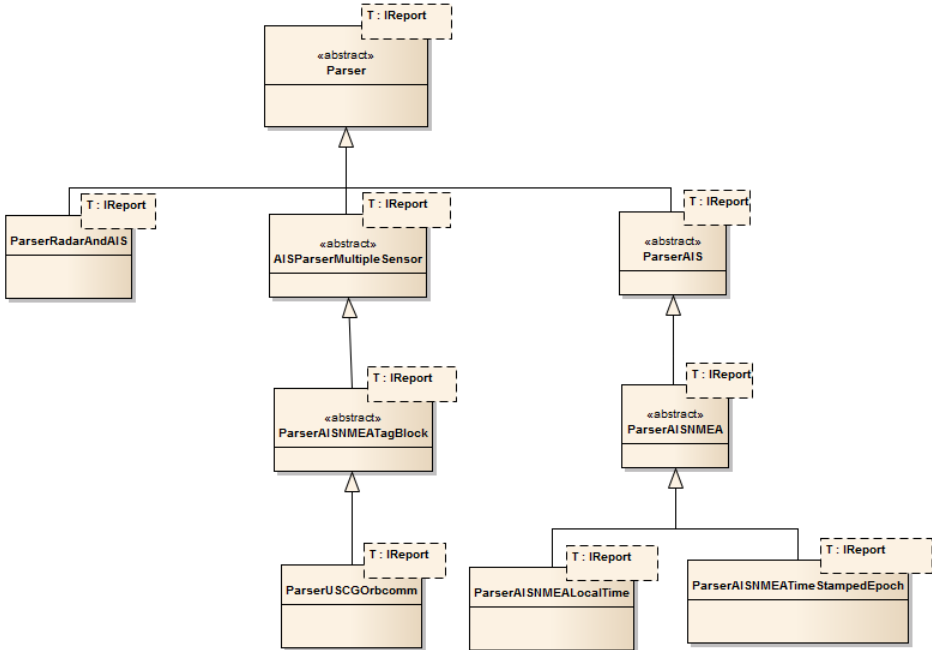 T : IReport
«abstract»
Parser
T : IReport
ParserRadarAndAIS
T : IReport
«abstract»
AISParserMultipleSensor
T : IReport
«abstract»
ParserAIS
T : IReport
«abstract»
ParserAISNMEATagBlock
T : IReport
«abstract»
ParserAISNMEA
T : IReport
ParserUSCGOrbcomm
T : IReport
ParserAISNMEALocalTime
T : IReport
ParserAISNMEATimeStampedEpoch